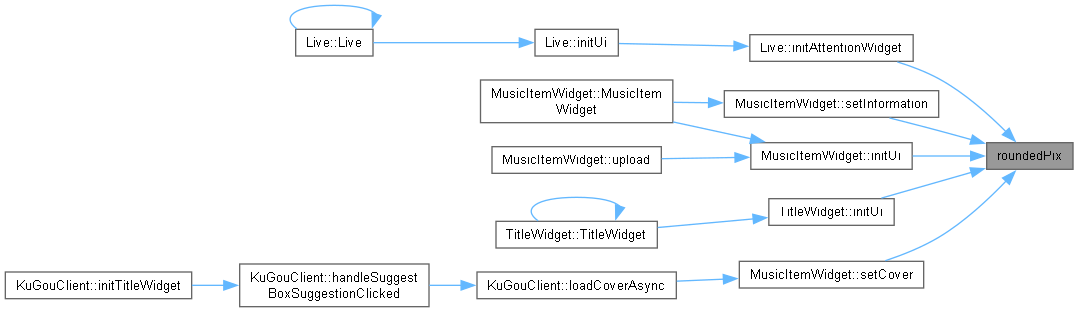 Live::Live
Live::initUi
Live::initAttentionWidget
MusicItemWidget::MusicItem
Widget
MusicItemWidget::setInformation
roundedPix
MusicItemWidget::upload
MusicItemWidget::initUi
TitleWidget::TitleWidget
TitleWidget::initUi
KuGouClient::initTitleWidget
KuGouClient::handleSuggest
BoxSuggestionClicked
KuGouClient::loadCoverAsync
MusicItemWidget::setCover